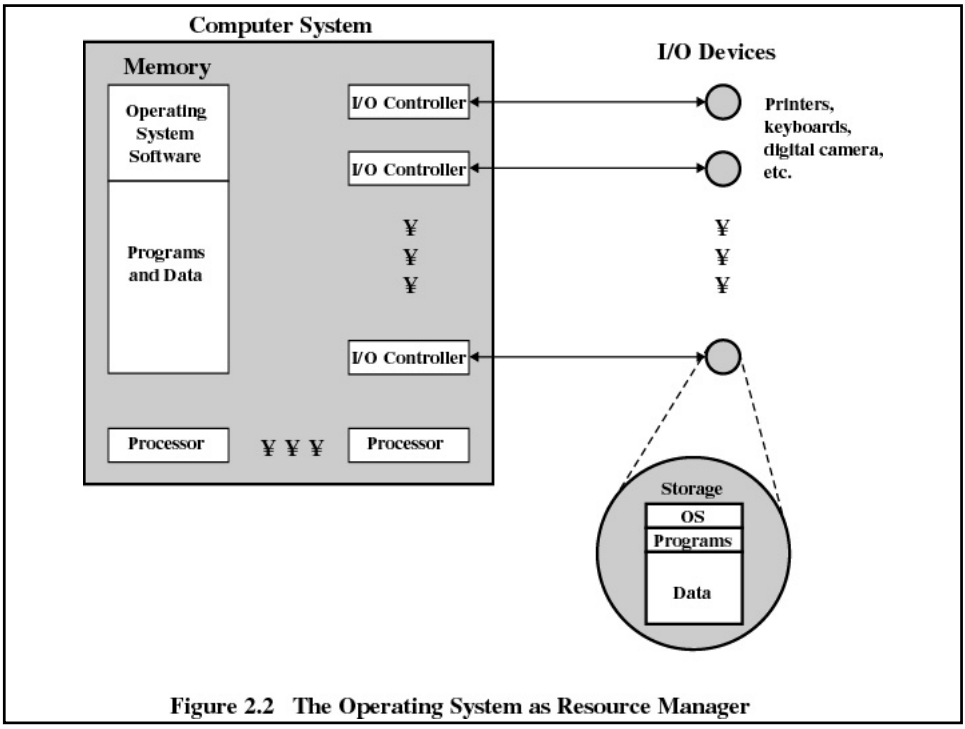 Computer System
Memory
Operating
System
Software
Programs
and Data
I/O Controller
I/O Controller
¥
¥
¥
I/O Controller
Processor
¥ ¥ ¥
Processor
I/O Devices
Printers,
keyboards,
digital camera,
etc.
¥
¥
¥
Storage
OS
Programs
Data
Figure 2.2 The Operating System as Resource Manager